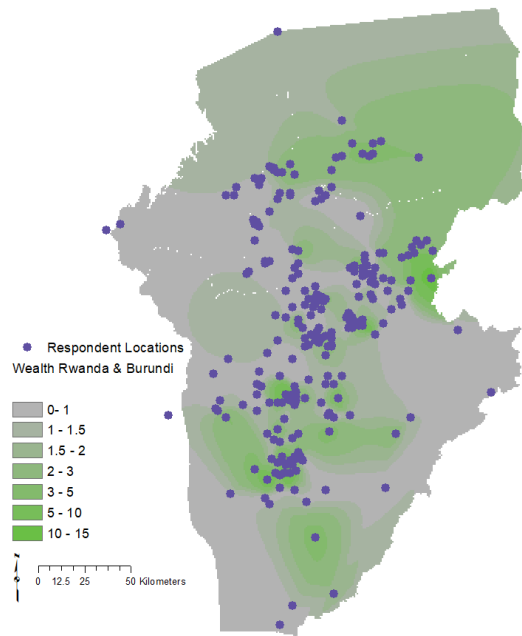 Respondent Locations
Wealth Rwanda & Burundi
0- 1
1 - 1.5
1.5 - 2
2 - 3
3 - 5
5 - 10
10 - 15
0 12.5 25 50 Kilometers